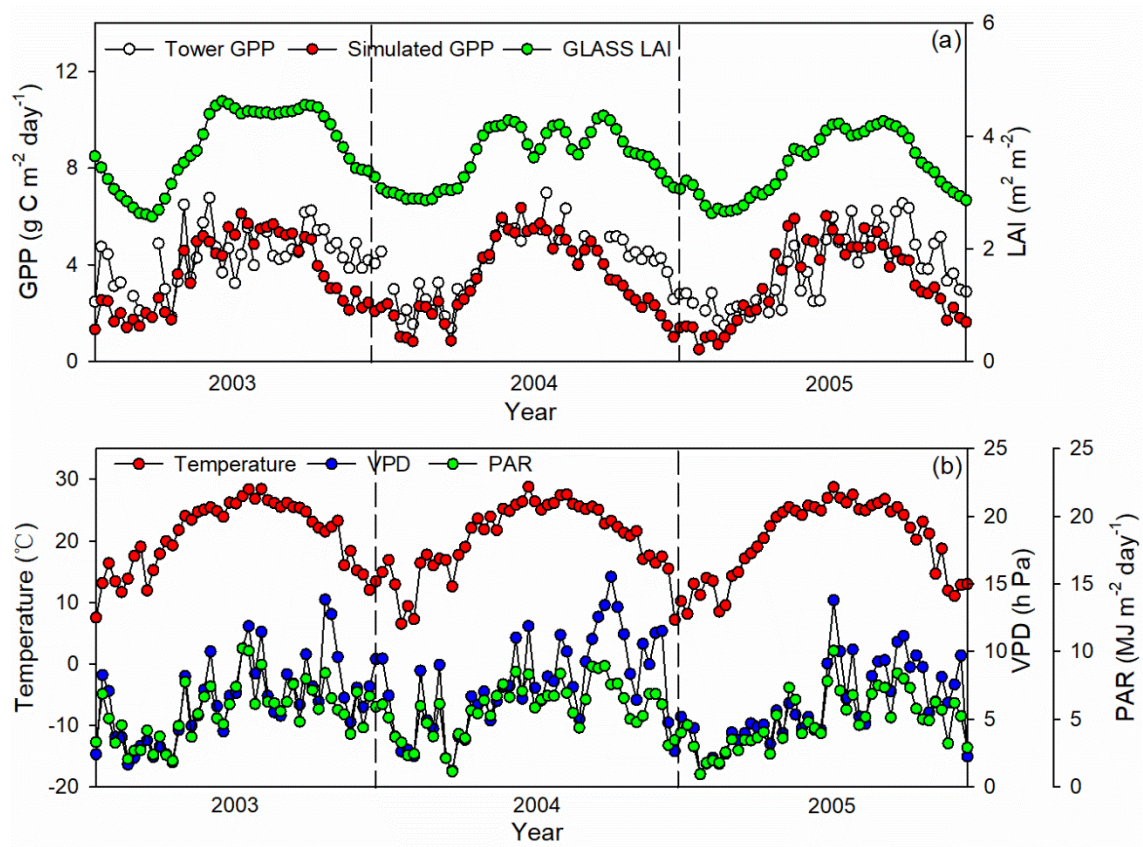 Tower GPP Simulated GPP GLASS LAI (a)
GPP (g C m⁻² day⁻¹)
12
8
4
0
6
4
2
0
LAI (m² m⁻²)
2003 2004 2005
Year
Temperature VPD PAR (b)
Temperature (℃)
30
20
10
0
-10
-20
25
20
15
10
5
0
VPD (h Pa)
25
20
15
10
5
0
PAR (MJ m⁻² day⁻¹)
2003 2004 2005
Year